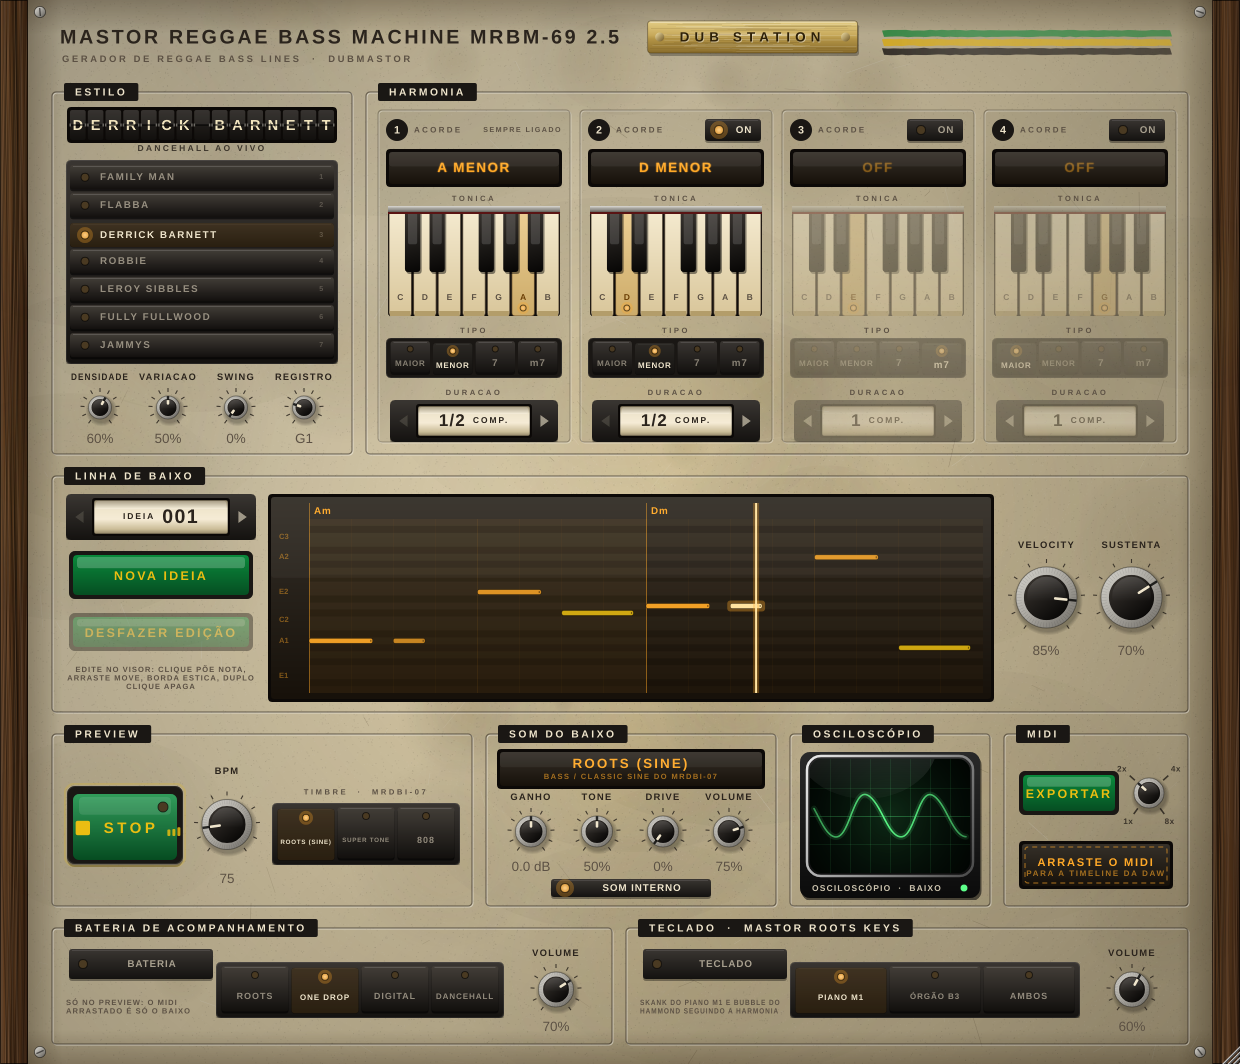 MASTOR REGGAE BASS MACHINE MRBM-69 2.5
GERADOR DE REGGAE BASS LINES · DUBMASTOR
DUB STATION
ESTILO
DERRICK BARNETT
DANCEHALL AO VIVO
FAMILY MAN 1
FLABBA 2
DERRICK BARNETT 3
ROBBIE 4
LEROY SIBBLES 5
FULLY FULLWOOD 6
JAMMYS 7
DENSIDADE VARIACAO SWING REGISTRO
60% 50% 0% G1
HARMONIA
1 ACORDE SEMPRE LIGADO
A MENOR
TONICA
C D E F G A B
TIPO
MAIOR MENOR 7 m7
DURACAO
1/2 COMP.
2 ACORDE ON
D MENOR
TONICA
C D E F G A B
TIPO
MAIOR MENOR 7 m7
DURACAO
1/2 COMP.
3 ACORDE ON
OFF
TONICA
C D E F G A B
TIPO
MAIOR MENOR 7 m7
DURACAO
1 COMP.
4 ACORDE ON
OFF
TONICA
C D E F G A B
TIPO
MAIOR MENOR 7 m7
DURACAO
1 COMP.
LINHA DE BAIXO
IDEIA 001
NOVA IDEIA
DESFAZER EDIÇÃO
EDITE NO VISOR: CLIQUE PÕE NOTA,
ARRASTE MOVE, BORDA ESTICA, DUPLO
CLIQUE APAGA
Am Dm
C3
A2
E2
C2
A1
E1
VELOCITY SUSTENTA
85% 70%
PREVIEW
STOP
BPM
75
TIMBRE · MRDBI-07
ROOTS (SINE) SUPER TONE 808
SOM DO BAIXO
ROOTS (SINE)
BASS / CLASSIC SINE DO MRDBI-07
GANHO TONE DRIVE VOLUME
0.0 dB 50% 0% 75%
SOM INTERNO
OSCILOSCÓPIO
OSCILOSCÓPIO · BAIXO
MIDI
EXPORTAR
2x 4x
1x 8x
ARRASTE O MIDI
PARA A TIMELINE DA DAW
BATERIA DE ACOMPANHAMENTO
BATERIA
SÓ NO PREVIEW: O MIDI
ARRASTADO É SÓ O BAIXO
ROOTS ONE DROP DIGITAL DANCEHALL
VOLUME
70%
TECLADO · MASTOR ROOTS KEYS
TECLADO
SKANK DO PIANO M1 E BUBBLE DO
HAMMOND SEGUINDO A HARMONIA
PIANO M1 ÓRGÃO B3 AMBOS
VOLUME
60%